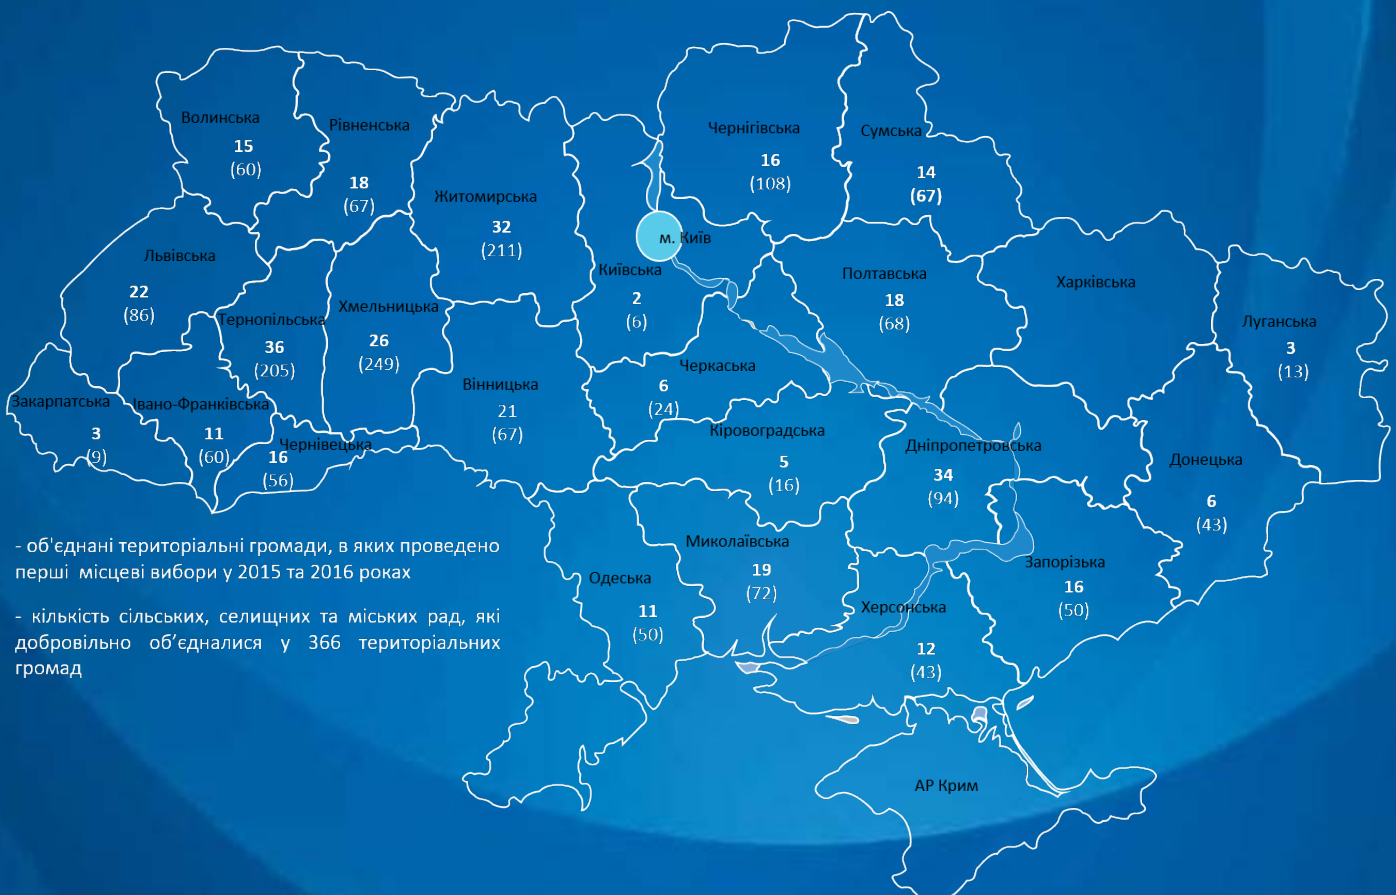 Волинська
15
(60)
Рівненська
18
(67)
Житомирська
32
(211)
Чернігівська
16
(108)
Сумська
14
(67)
м. Київ
Київська
2
(6)
Львівська
22
(86)
Тернопільська
36
(205)
Хмельницька
26
(249)
Полтавська
18
(68)
Харківська
Луганська
3
(13)
Закарпатська
3
(9)
Івано-Франківська
11
(60)
Чернівецька
16
(56)
Вінницька
21
(67)
Черкаська
6
(24)
Кіровоградська
5
(16)
Дніпропетровська
34
(94)
Донецька
6
(43)
Миколаївська
19
(72)
Одеська
11
(50)
Херсонська
12
(43)
Запорізька
16
(50)
АР Крим
- об'єднані територіальні громади, в яких проведено
перші місцеві вибори у 2015 та 2016 роках
- кількість сільських, селищних та міських рад, які
добровільно об’єдналися у 366 територіальних
громад